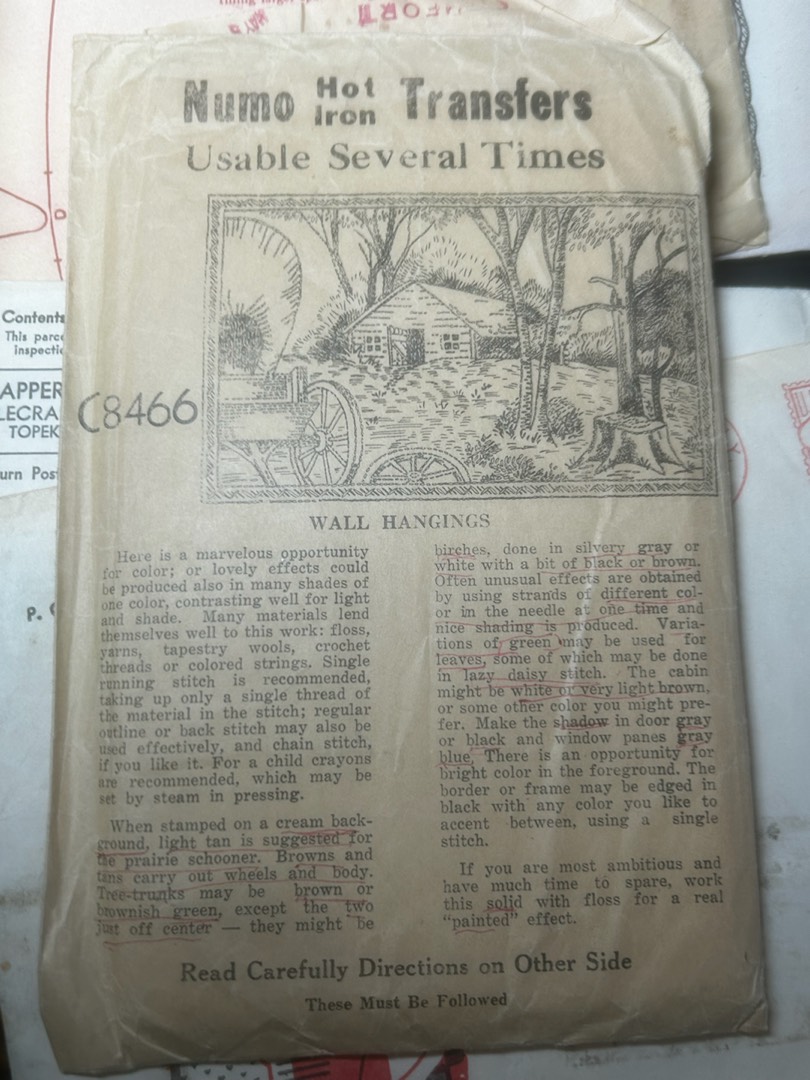 Numo Hot Iron Transfers
Usable Several Times
C8466
WALL HANGINGS
Here is a marvelous opportunity
for color; or lovely effects could
be produced also in many shades of
one color, contrasting well for light
and shade. Many materials lend
themselves well to this work: floss,
yarns, tapestry wools, crochet
threads or colored strings. Single
running stitch is recommended,
taking up only a single thread of
the material in the stitch; regular
outline or back stitch may also be
used effectively, and chain stitch,
if you like it. For a child crayons
are recommended, which may be
set by steam in pressing.
When stamped on a cream back-
ground, light tan is suggested for
the prairie schooner. Browns and
tans carry out wheels and body.
Tree-trunks may be brown or
brownish green, except the two
just off center — they might be
birches, done in silvery gray or
white with a bit of black or brown.
Often unusual effects are obtained
by using strands of different col-
or in the needle at one time and
nice shading is produced. Varia-
tions of green may be used for
leaves, some of which may be done
in lazy daisy stitch. The cabin
might be white or very light brown,
or some other color you might pre-
fer. Make the shadow in door gray
or black and window panes gray
blue. There is an opportunity for
bright color in the foreground. The
border or frame may be edged in
black with any color you like to
accent between, using a single
stitch.
If you are most ambitious and
have much time to spare, work
this solid with floss for a real
"painted" effect.
Read Carefully Directions on Other Side
These Must Be Followed
Contents
This parce
inspectio
APPER
LECRA
TOPEK
urn Pos
P.